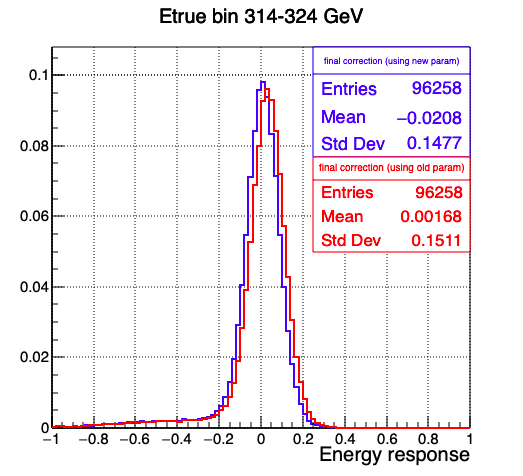 Etrue bin 314-324 GeV
final correction (using new param)
Entries 96258
Mean −0.0208
Std Dev 0.1477
final correction (using old param)
Entries 96258
Mean 0.00168
Std Dev 0.1511
0.1
0.08
0.06
0.04
0.02
0
−1 −0.8 −0.6 −0.4 −0.2 0 0.2 0.4 0.6 0.8 1
Energy response